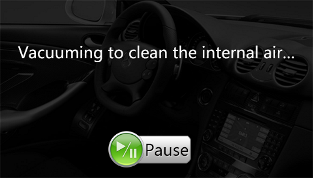 Vacuuming to clean the internal air...
Pause